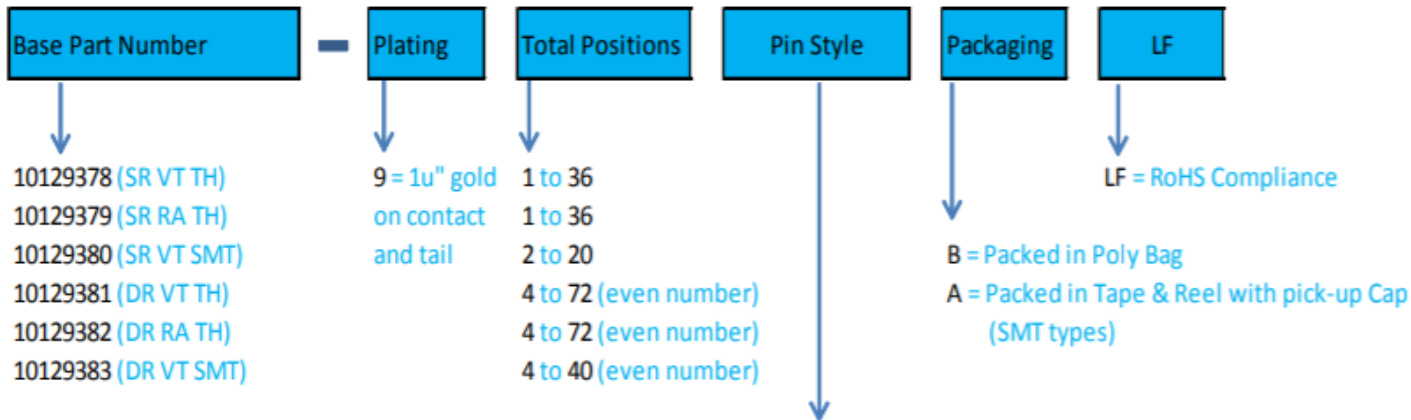 Base Part Number - Plating Total Positions Pin Style Packaging LF
10129378 (SR VT TH) 9 = 1u" gold 1 to 36 LF = RoHS Compliance
10129379 (SR RA TH) on contact 1 to 36
10129380 (SR VT SMT) and tail 2 to 20 B = Packed in Poly Bag
10129381 (DR VT TH) 4 to 72 (even number) A = Packed in Tape & Reel with pick-up Cap
10129382 (DR RA TH) 4 to 72 (even number) (SMT types)
10129383 (DR VT SMT) 4 to 40 (even number)